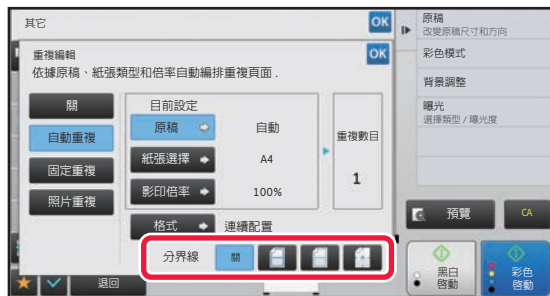 其它
OK
重複編輯
OK
依據原稿、紙張類型和倍率自動編排重複頁面 .
關
自動重複
固定重複
照片重複
目前設定
原稿
自動
紙張選擇
A4
影印倍率
100%
重複數目
1
格式
連續配置
分界線
關
退回
原稿
改變原稿尺寸和方向
彩色模式
背景調整
曝光
選擇類型 / 曝光度
預覽
CA
黑白
啓動
彩色
啓動